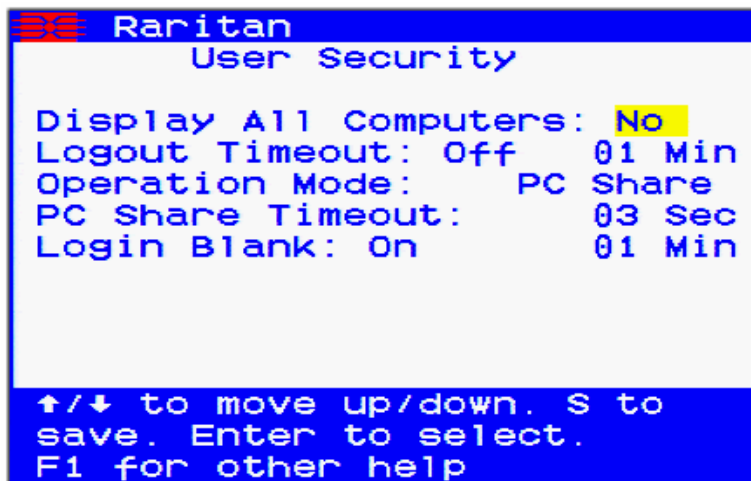 Raritan
User Security
Display All Computers: No
Logout Timeout: Off 01 Min
Operation Mode: PC Share
PC Share Timeout: 03 Sec
Login Blank: On 01 Min
↑/↓ to move up/down. S to
save. Enter to select.
F1 for other help